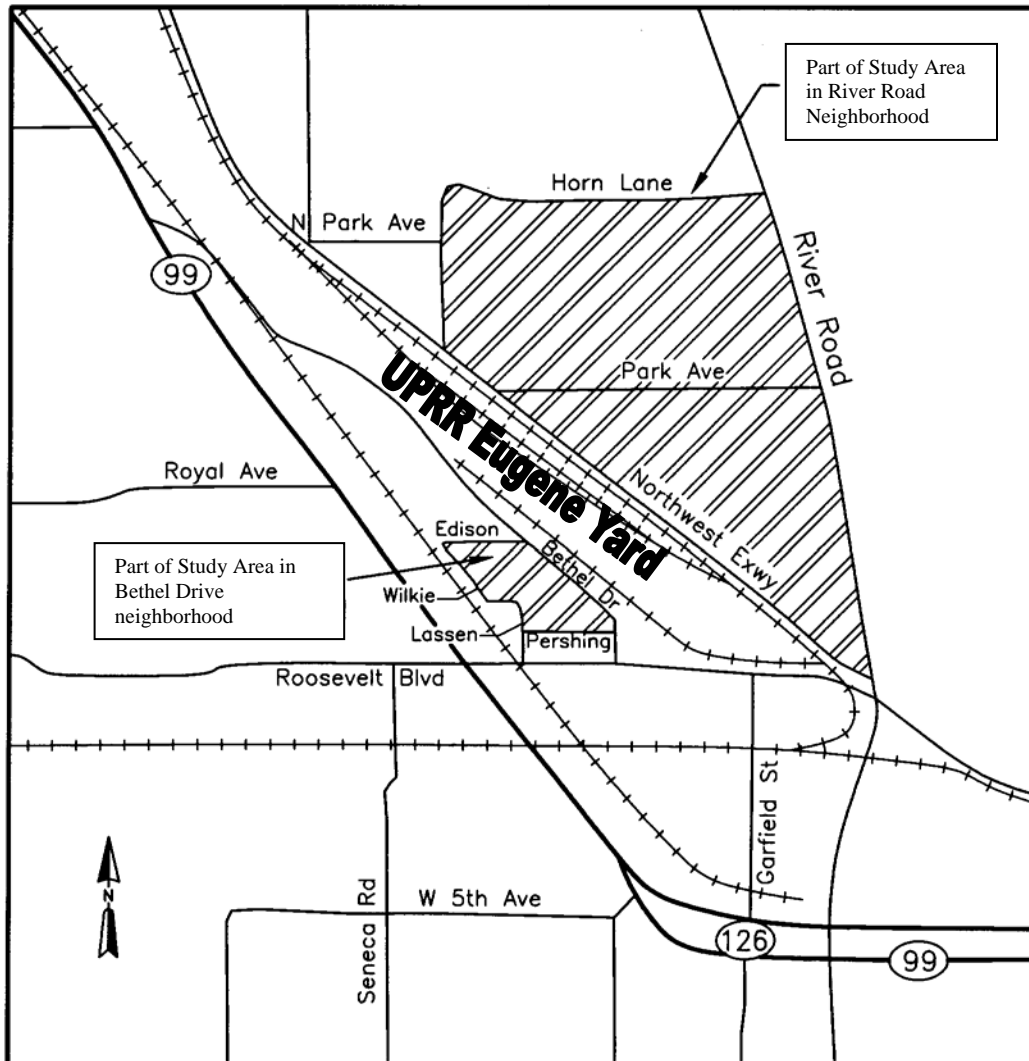 Part of Study Area
in River Road
Neighborhood
Horn Lane
N Park Ave
99
River Road
Park Ave
UPRR Eugene Yard
Northwest Exwy
Royal Ave
Edison
Bethel Dr
Part of Study Area in
Bethel Drive
neighborhood
Wilkie
Lassen
Pershing
Roosevelt Blvd
Garfield St
N
Seneca Rd
W 5th Ave
126
99